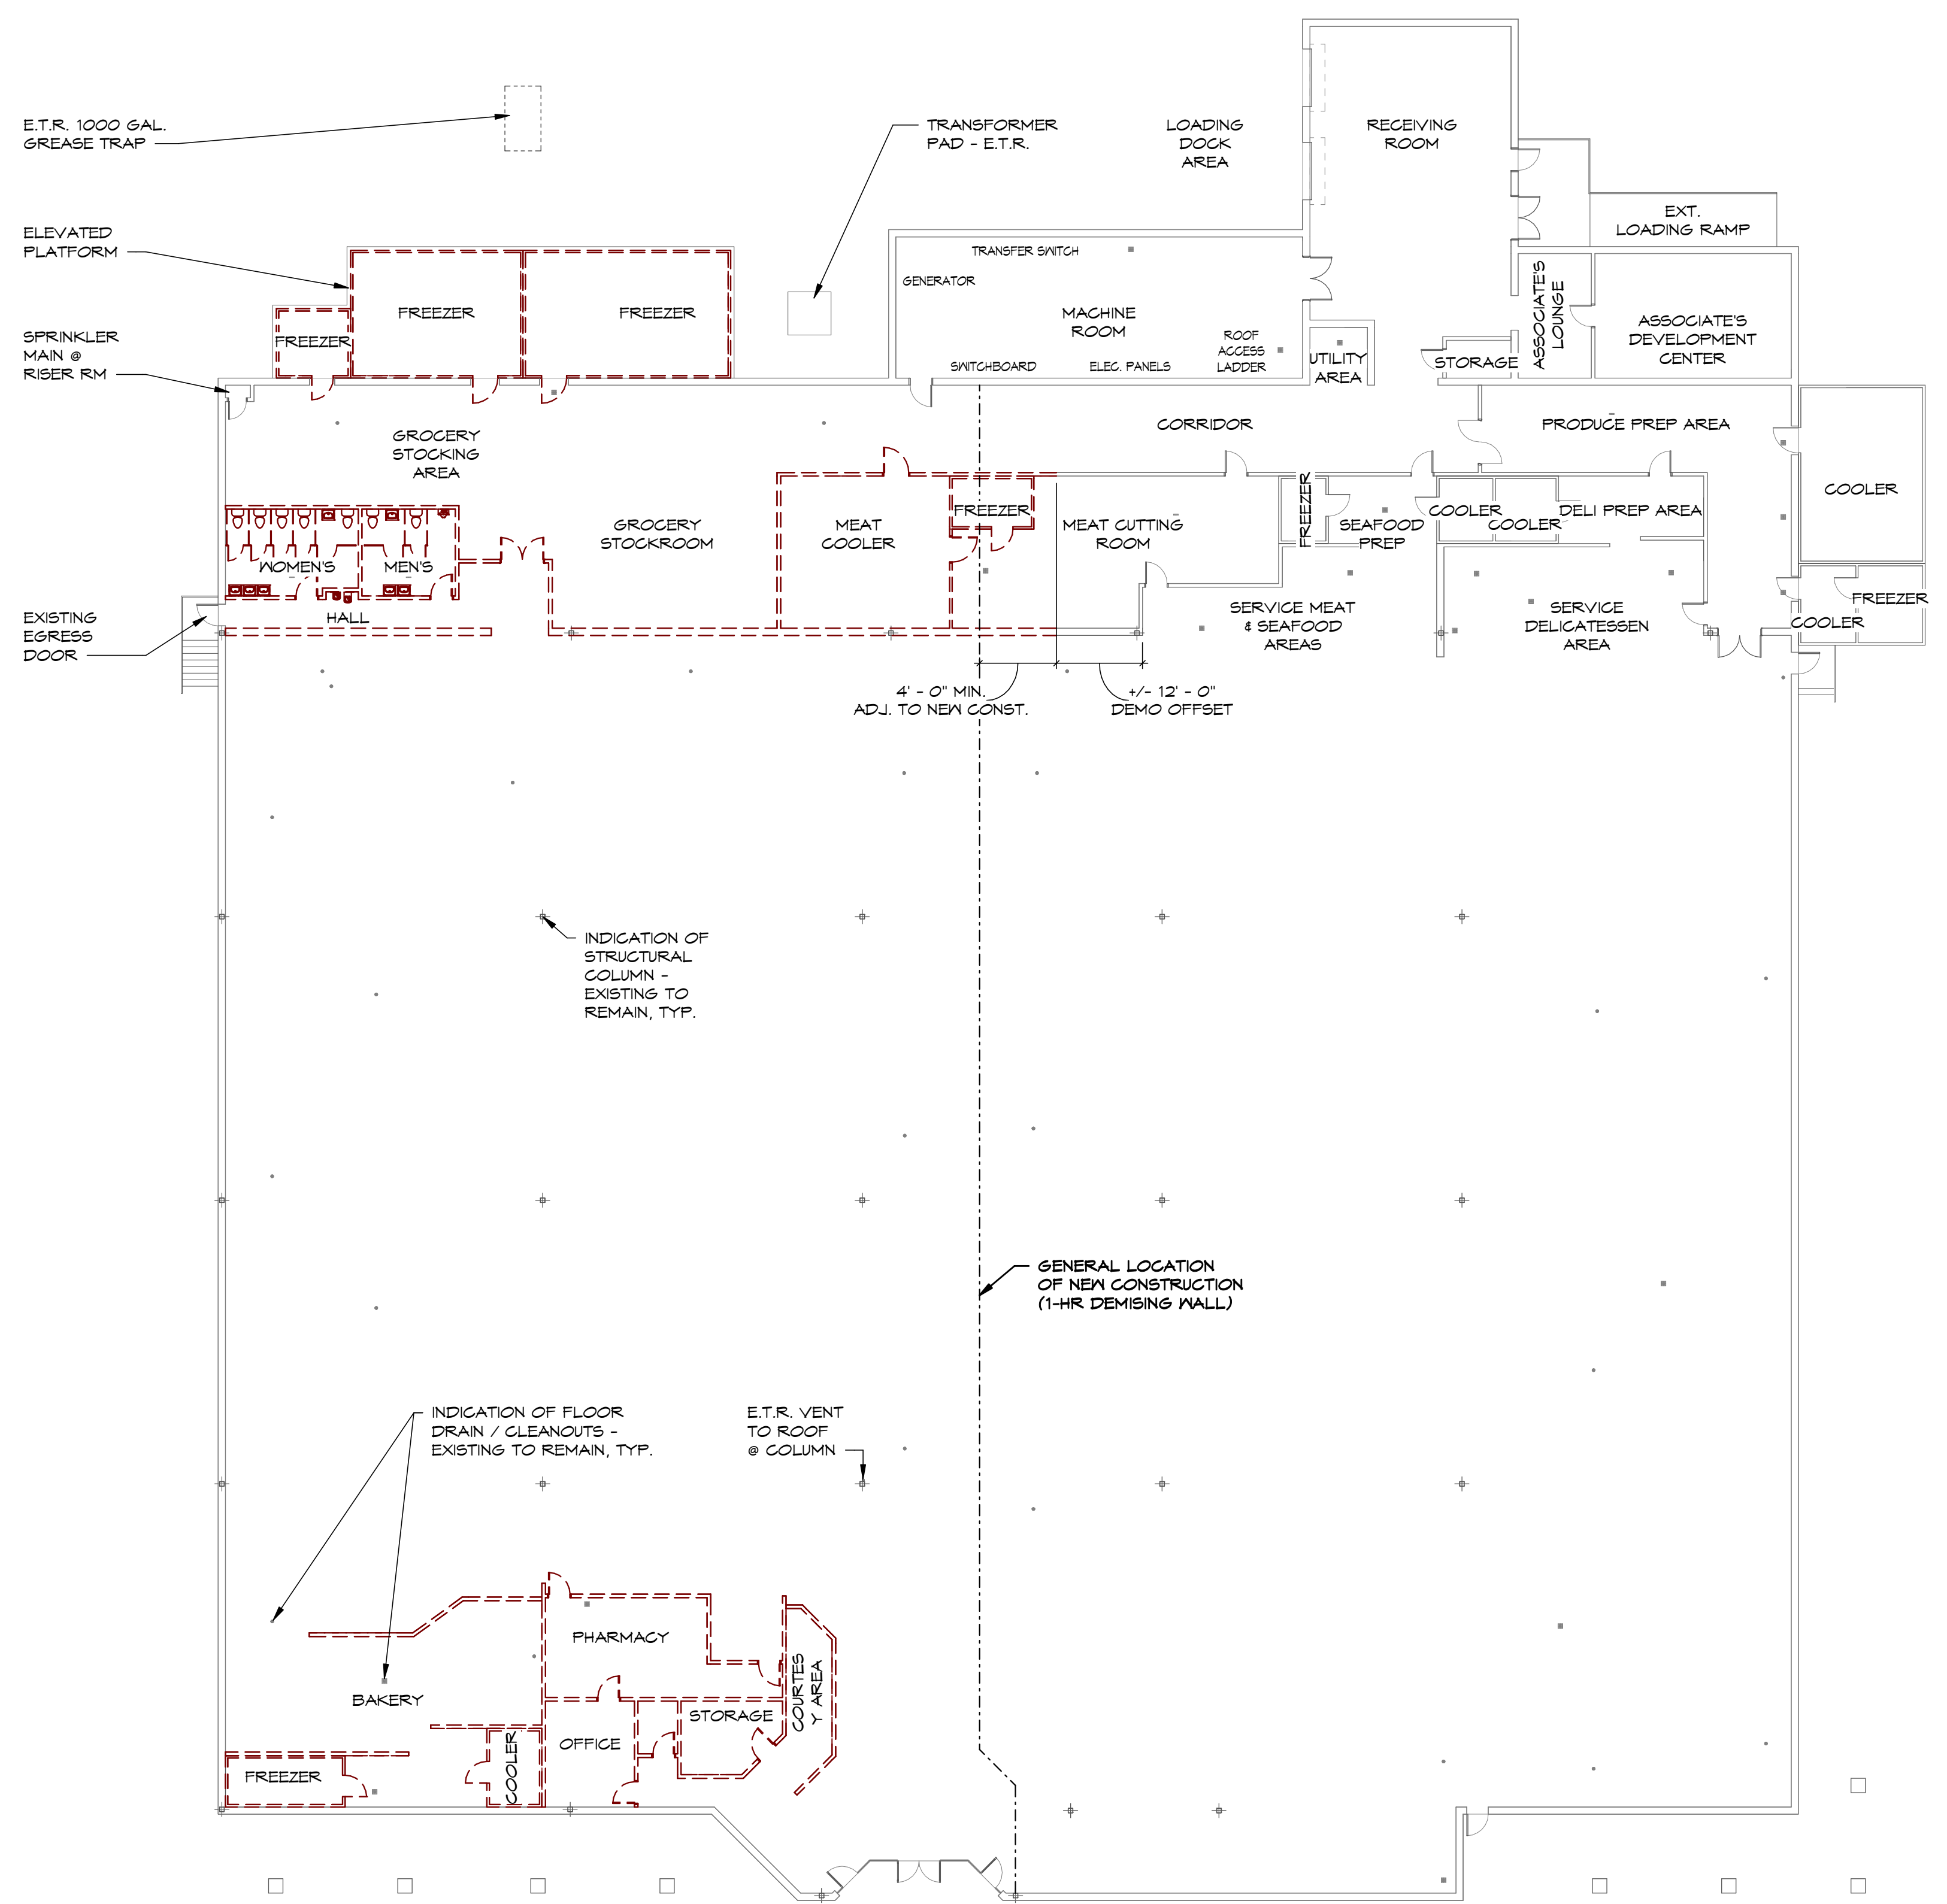 E.T.R. 1000 GAL.
GREASE TRAP
TRANSFORMER
PAD - E.T.R.
LOADING
DOCK
AREA
RECEIVING
ROOM
ELEVATED
PLATFORM
EXT.
LOADING RAMP
TRANSFER SWITCH
GENERATOR
FREEZER
FREEZER
FREEZER
MACHINE
ROOM
ROOF
ACCESS
LADDER
SWITCHBOARD
ELEC. PANELS
UTILITY
AREA
STORAGE
ASSOCIATE'S
LOUNGE
ASSOCIATE'S
DEVELOPMENT
CENTER
SPRINKLER
MAIN @
RISER RM
GROCERY
STOCKING
AREA
CORRIDOR
PRODUCE PREP AREA
COOLER
GROCERY
STOCKROOM
MEAT
COOLER
FREEZER
MEAT CUTTING
ROOM
FREEZER
SEAFOOD
PREP
COOLER
COOLER
DELI PREP AREA
WOMEN'S
MEN'S
HALL
EXISTING
EGRESS
DOOR
SERVICE MEAT
& SEAFOOD
AREAS
SERVICE
DELICATESSEN
AREA
COOLER
FREEZER
4' - 0" MIN.
ADJ. TO NEW CONST.
+/- 12' - 0"
DEMO OFFSET
INDICATION OF
STRUCTURAL
COLUMN -
EXISTING TO
REMAIN, TYP.
GENERAL LOCATION
OF NEW CONSTRUCTION
(1-HR DEMISING WALL)
INDICATION OF FLOOR
DRAIN / CLEANOUTS -
EXISTING TO REMAIN, TYP.
E.T.R. VENT
TO ROOF
@ COLUMN
PHARMACY
BAKERY
COURTES
Y AREA
STORAGE
OFFICE
COOLER
FREEZER